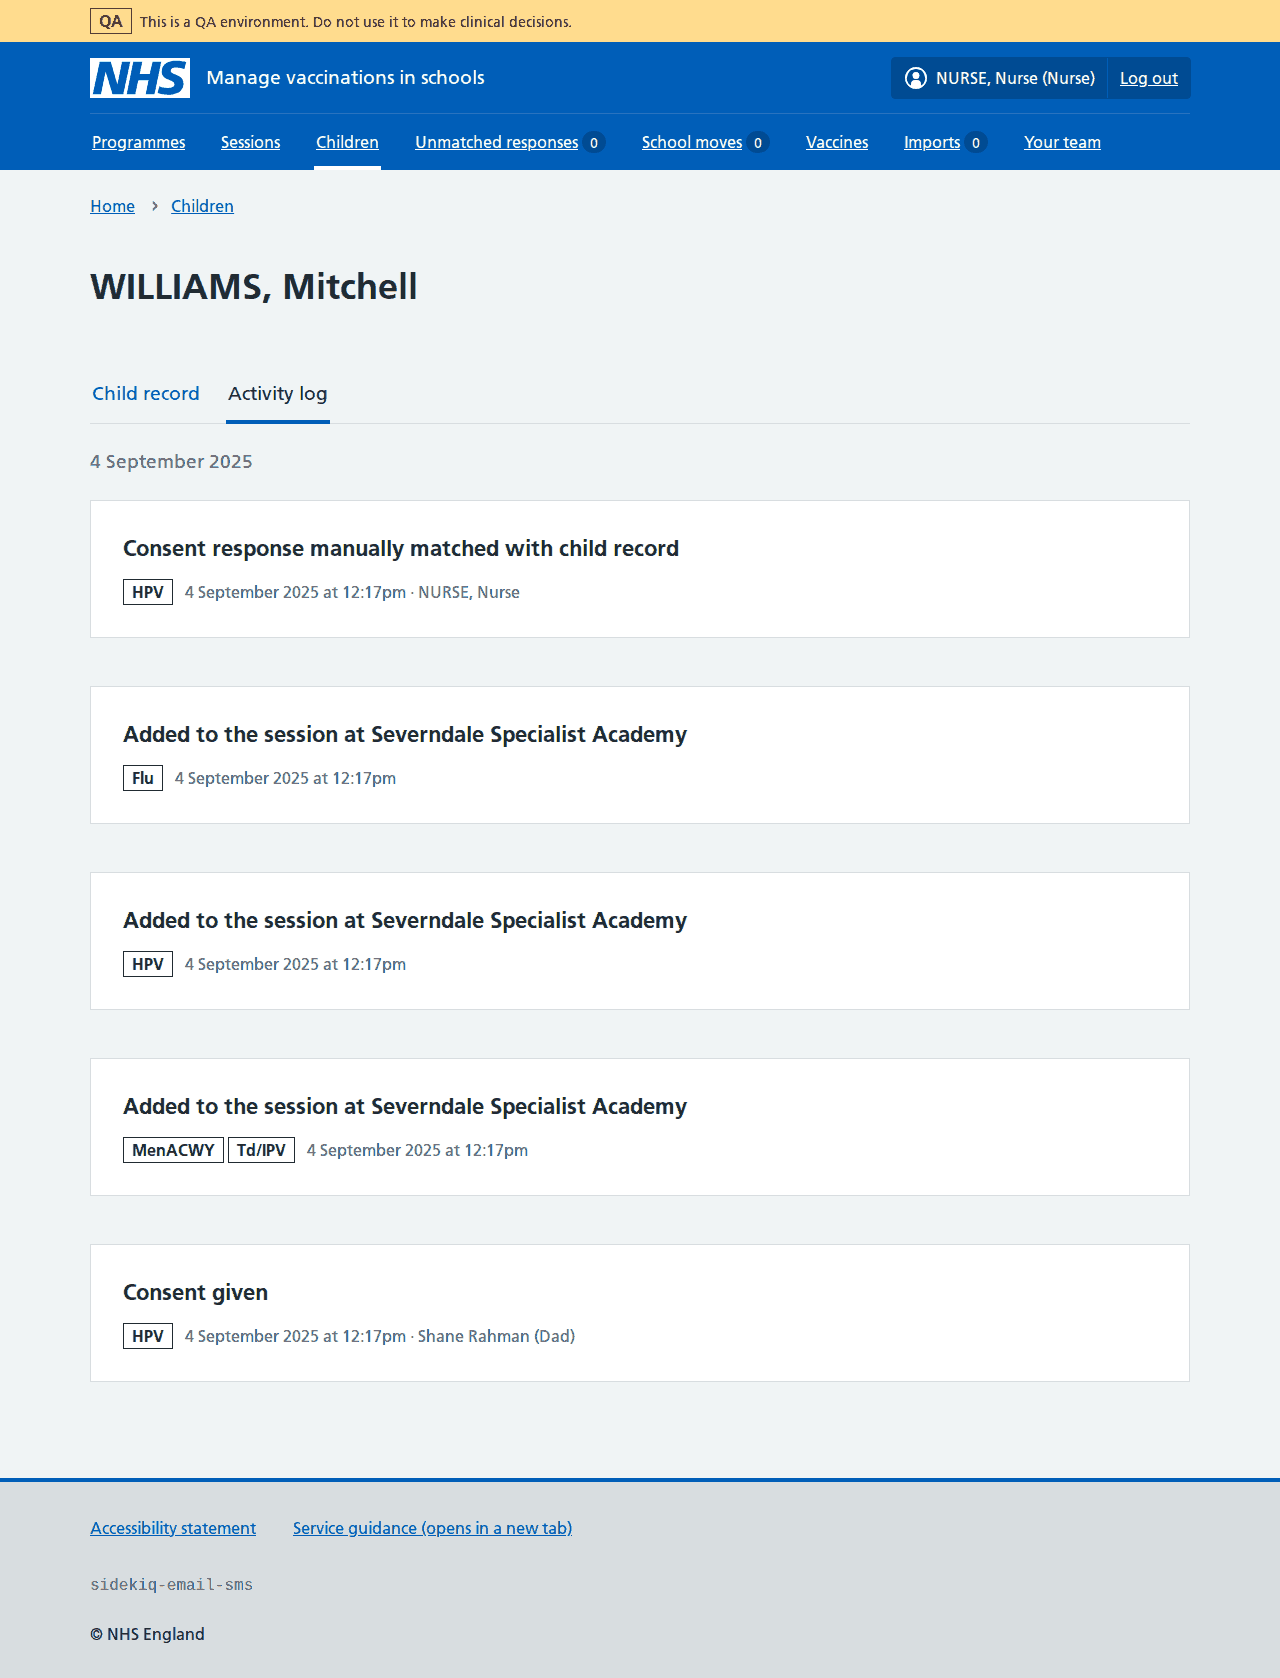 QA This is a QA environment. Do not use it to make clinical decisions.
NHS Manage vaccinations in schools NURSE, Nurse (Nurse) Log out
Programmes Sessions Children Unmatched responses 0 School moves 0 Vaccines Imports 0 Your team
Home › Children
WILLIAMS, Mitchell
Child record Activity log
4 September 2025
Consent response manually matched with child record
HPV 4 September 2025 at 12:17pm · NURSE, Nurse
Added to the session at Severndale Specialist Academy
Flu 4 September 2025 at 12:17pm
Added to the session at Severndale Specialist Academy
HPV 4 September 2025 at 12:17pm
Added to the session at Severndale Specialist Academy
MenACWY Td/IPV 4 September 2025 at 12:17pm
Consent given
HPV 4 September 2025 at 12:17pm · Shane Rahman (Dad)
Accessibility statement Service guidance (opens in a new tab)
sidekiq-email-sms
© NHS England